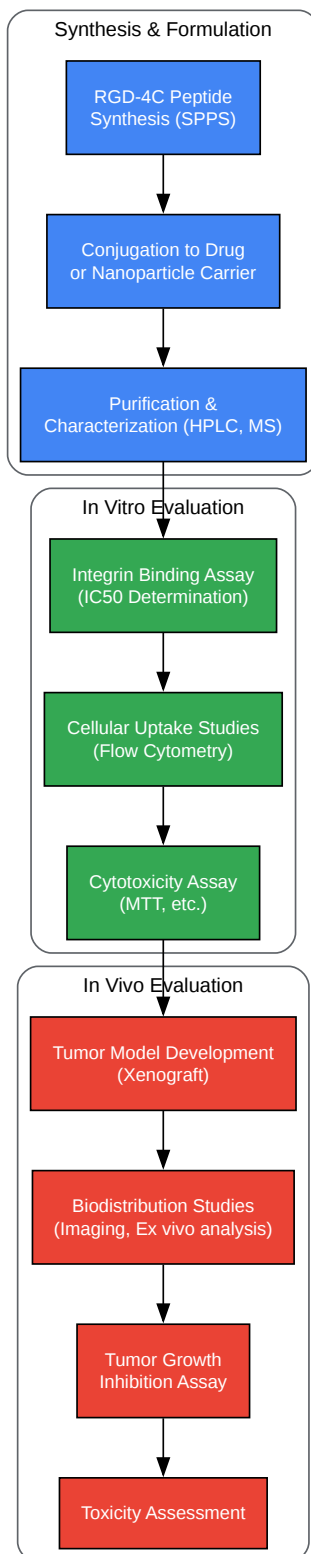 Synthesis & Formulation
RGD-4C Peptide
Synthesis (SPPS)
Conjugation to Drug
or Nanoparticle Carrier
Purification &
Characterization (HPLC, MS)
In Vitro Evaluation
Integrin Binding Assay
(IC50 Determination)
Cellular Uptake Studies
(Flow Cytometry)
Cytotoxicity Assay
(MTT, etc.)
In Vivo Evaluation
Tumor Model Development
(Xenograft)
Biodistribution Studies
(Imaging, Ex vivo analysis)
Tumor Growth
Inhibition Assay
Toxicity Assessment